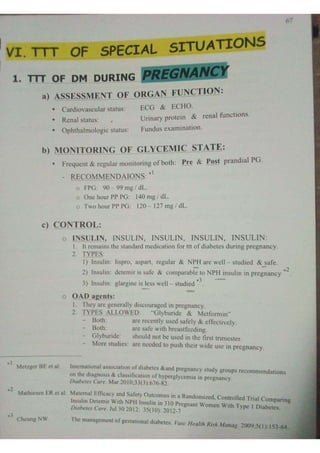 67
VI. TTT OF SPECIAL SITUATIONS
1. TTT OF DM DURING PREGNANCY
a) ASSESSMENT OF ORGAN FUNCTION:
• Cardiovascular status: ECG & ECHO.
• Renal status: Urinary protein & renal functions.
• Ophthalmologic status: Fundus examination.
b) MONITORING OF GLYCEMIC STATE:
• Frequent & regular monitoring of both: Pre & Post prandial PG.
- RECOMMENDAIONS *1
o FPG: 90 – 99 mg / dL.
o One hour PP PG: 140 mg / dL.
o Two hour PP PG: 120 – 127 mg / dL.
c) CONTROL:
o INSULIN, INSULIN, INSULIN, INSULIN, INSULIN:
1. It remains the standard medication for ttt of diabetes during pregnancy.
2. TYPES:
1) Insulin: lispro, aspart, regular & NPH are well – studied & safe.
2) Insulin: detemir is safe & comparable to NPH insulin in pregnancy *2
3) Insulin: glargine is less well – studied *3
o OAD agents:
1. They are generally discouraged in pregnancy.
2. TYPES ALLOWED: "Glyburide & Metformin"
- Both: are recently used safely & effectively.
- Both: are safe with breastfeeding.
- Glyburide: should not be used in the first trimester
- More studies: are needed to push their wide use in pregnancy.
*1 Metzger BE et al: International association of diabetes &and pregnancy study groups recommendations
on the diagnosis & classification of hyperglycemia in pregnancy.
Diabetes Care. Mar 2010;33(3):676-82.
*2 Mathiesen ER et al: Maternal Efficacy and Safety Outcomes in a Randomized, Controlled Trial Comparing
Insulin Detemir With NPH Insulin in 310 Pregnant Women With Type 1 Diabetes.
Diabetes Care. Jul 30 2012; 35(10). 2012-7
*3 Cheung NW. The management of gestational diabetes. Vasc Health Risk Manag. 2009;5(1):153-64.